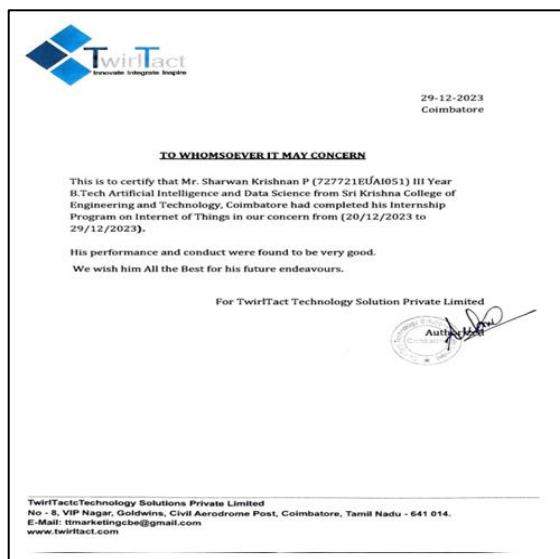 TwirlTact
Innovate Integrate Inspire
29-12-2023
Coimbatore
TO WHOMSOEVER IT MAY CONCERN
This is to certify that Mr. Sharwan Krishnan P (727721EUAI051) III Year
B.Tech Artificial Intelligence and Data Science from Sri Krishna College of
Engineering and Technology, Coimbatore had completed his Internship
Program on Internet of Things in our concern from (20/12/2023 to
29/12/2023).
His performance and conduct were found to be very good.
We wish him All the Best for his future endeavours.
For TwirlTact Technology Solution Private Limited
TwirlTactcTechnology Solutions Private Limited
No - 8, VIP Nagar, Goldwins, Civil Aerodrome Post, Coimbatore, Tamil Nadu - 641 014.
E-Mail: ttmarketingcbe@gmail.com
www.twirltact.com